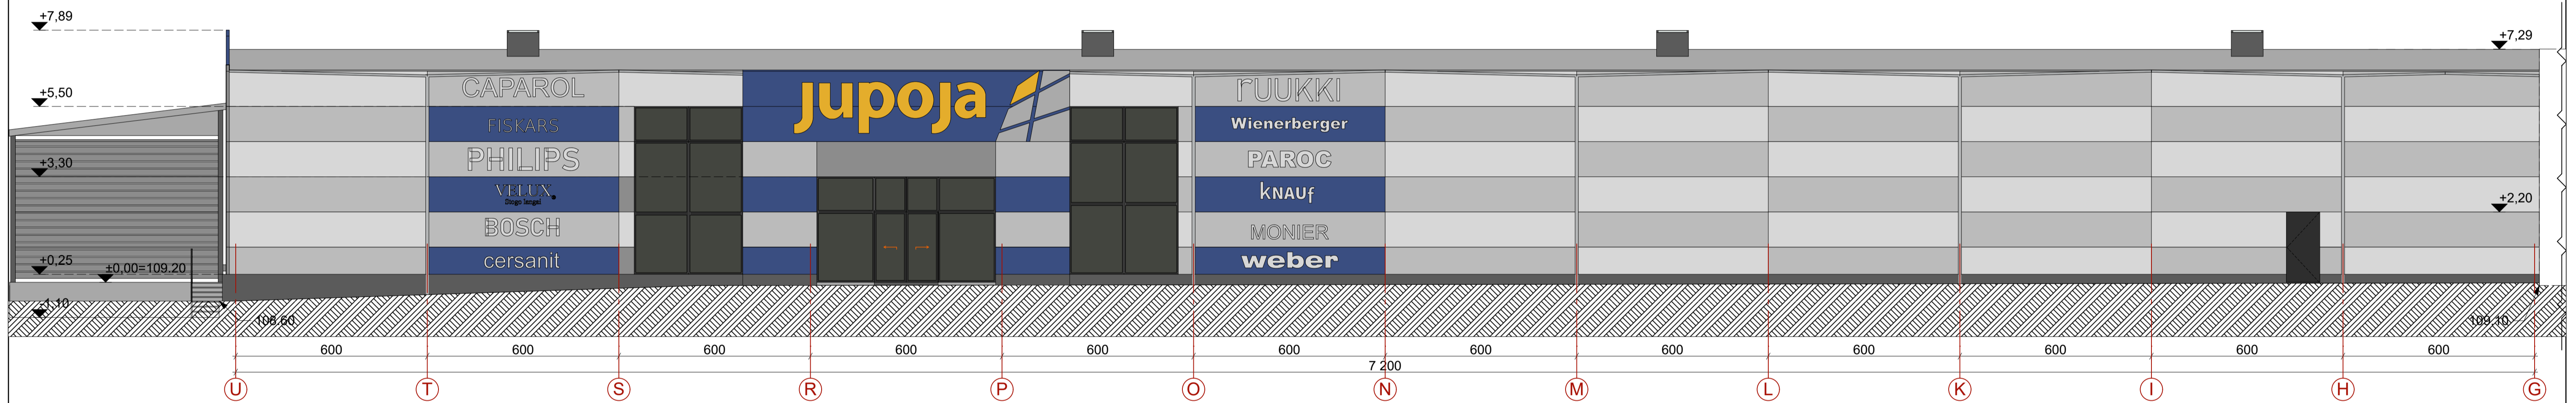 +7,89
+7,29
CAPAROL
jupoja
rUUKKI
+5,50
FISKARS
Wienerberger
PHILIPS
PAROC
+3,30
VELUX
kNAUf
+2,20
BOSCH
MONIER
+0,25
±0,00=109.20
cersanit
weber
-1,10
108.60
109.10
600 600 600 600 600 600 600 600 600 600 600 600
7 200
U T S R P O N M L K I H G